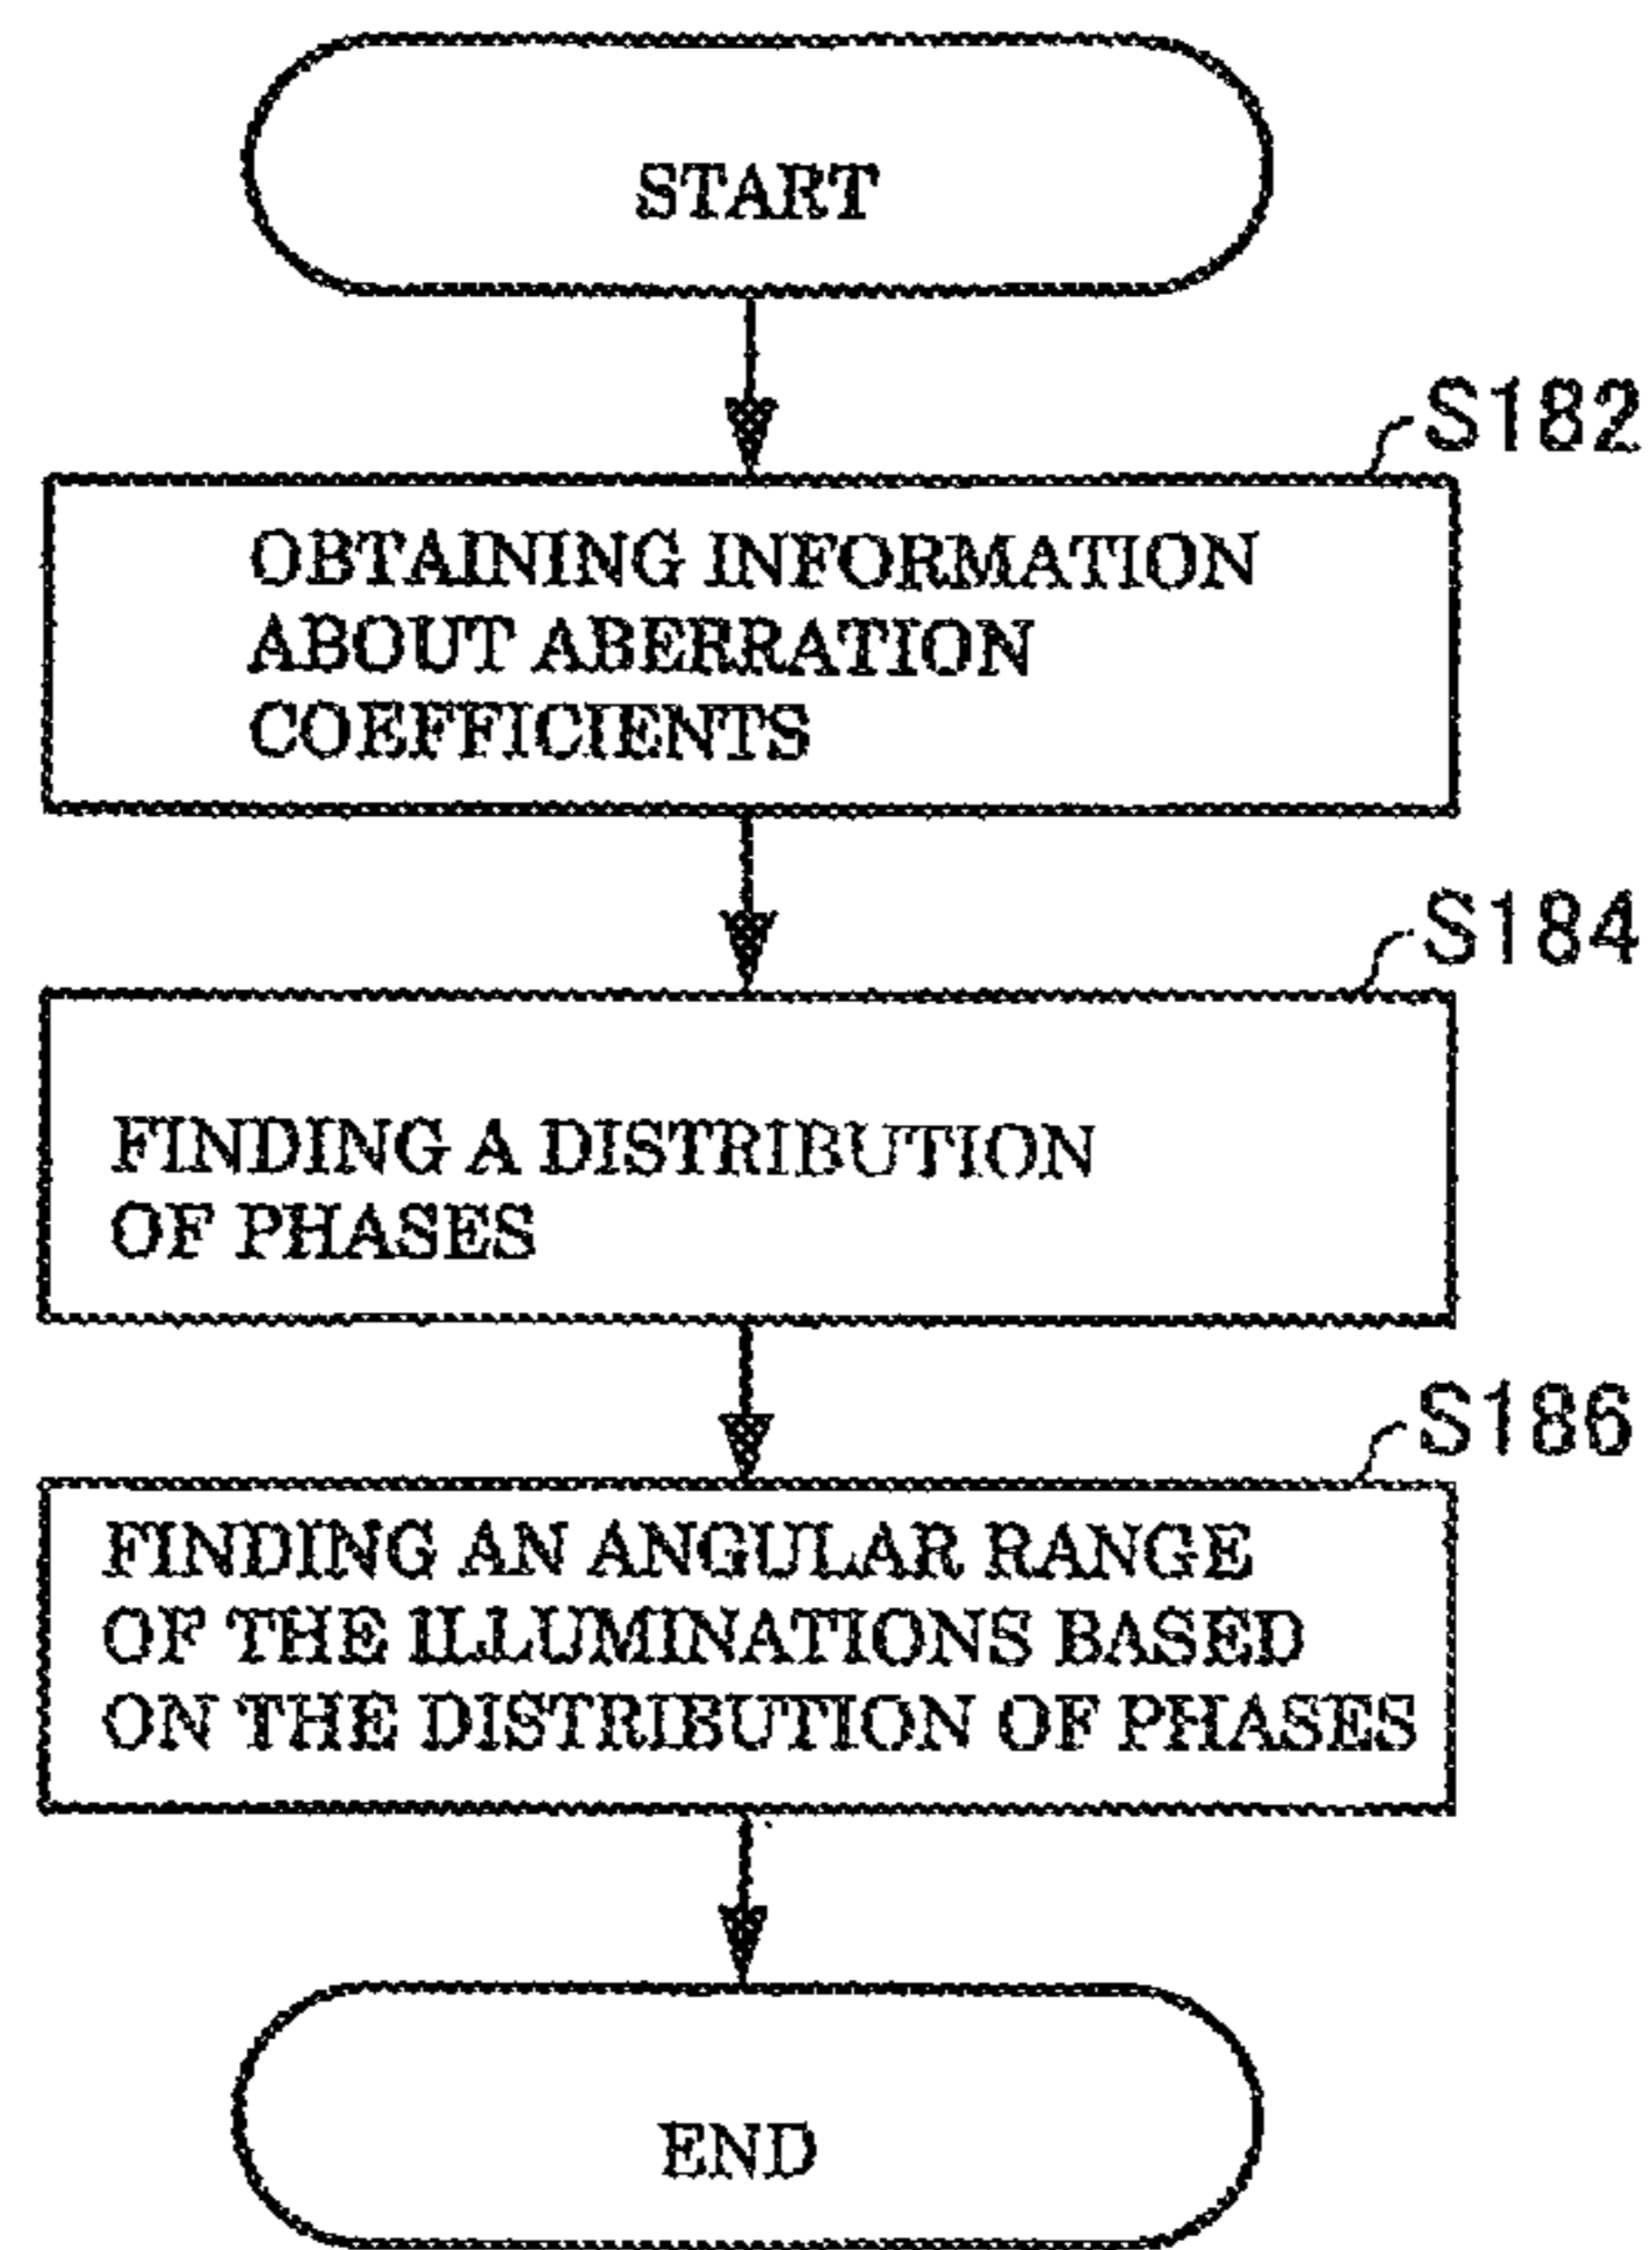 START
S182
OBTAINING INFORMATION
ABOUT ABERRATION
COEFFICIENTS
S184
FINDING A DISTRIBUTION
OF PHASES
S186
FINDING AN ANGULAR RANGE
OF THE ILLUMINATIONS BASED
ON THE DISTRIBUTION OF PHASES
END